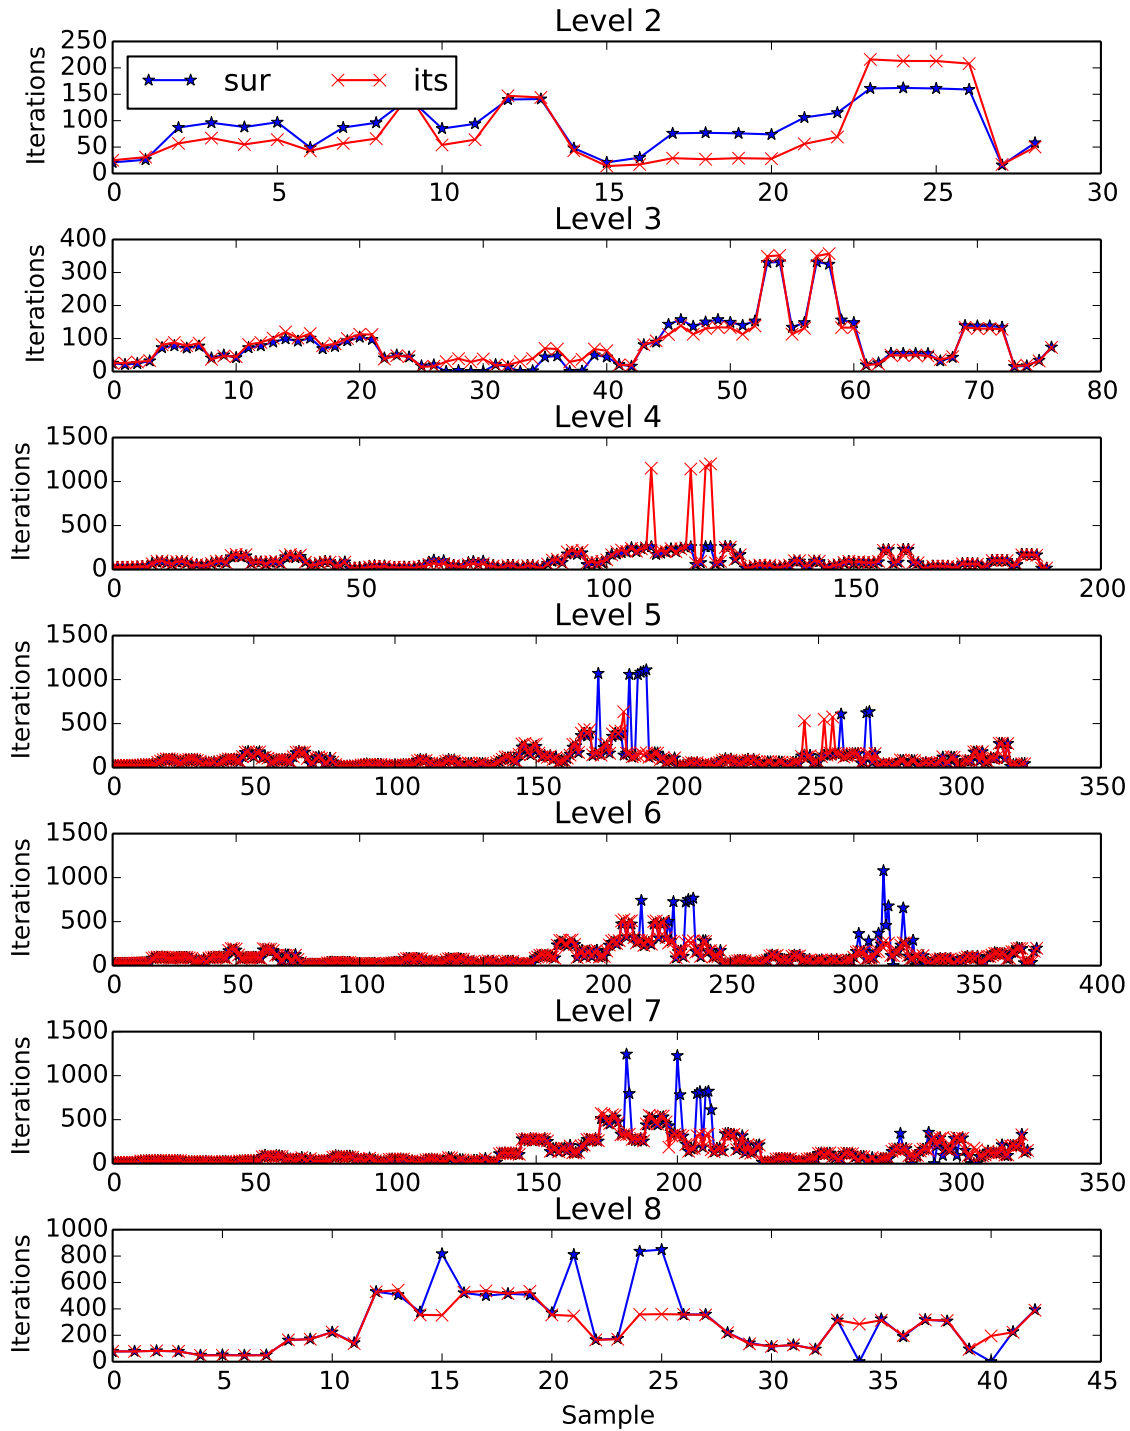 Level 2
Iterations
250
200
150
100
50
0
sur its
0 5 10 15 20 25 30
Level 3
Iterations
400
300
200
100
0
0 10 20 30 40 50 60 70 80
Level 4
Iterations
1500
1000
500
0
0 50 100 150 200
Level 5
Iterations
1500
1000
500
0
0 50 100 150 200 250 300 350
Level 6
Iterations
1500
1000
500
0
0 50 100 150 200 250 300 350 400
Level 7
Iterations
1500
1000
500
0
0 50 100 150 200 250 300 350
Level 8
Iterations
1000
800
600
400
200
0
0 5 10 15 20 25 30 35 40 45
Sample